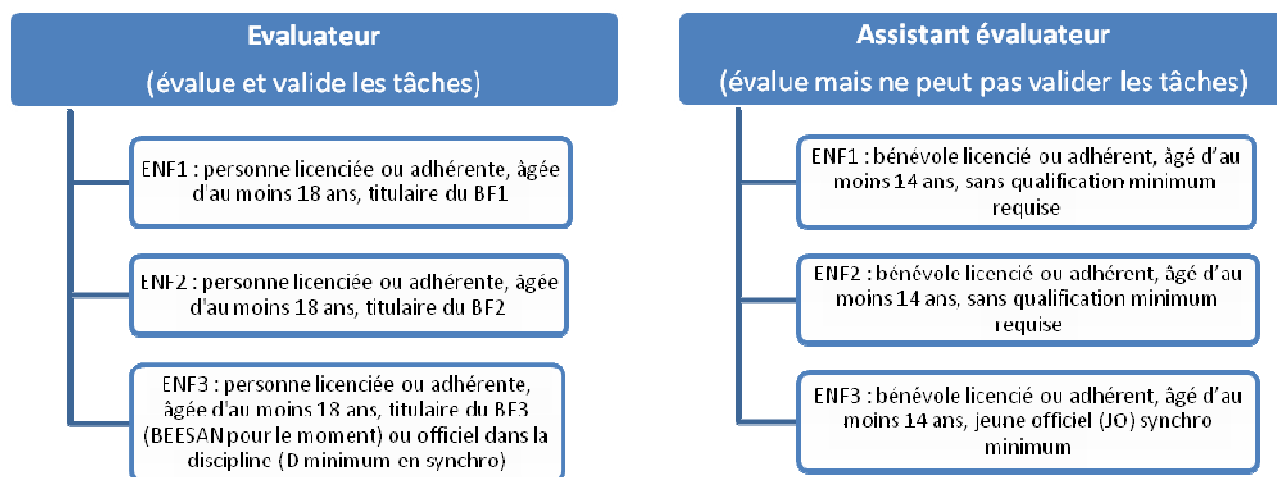 Evaluateur
(évalue et valide les tâches)
ENF1 : personne licenciée ou adhérente, âgée
d'au moins 18 ans, titulaire du BF1
ENF2 : personne licenciée ou adhérente, âgée
d'au moins 18 ans, titulaire du BF2
ENF3 : personne licenciée ou adhérente,
âgée d'au moins 18 ans, titulaire du BF3
(BEESAN pour le moment) ou officiel dans la
discipline (D minimum en synchro)
Assistant évaluateur
(évalue mais ne peut pas valider les tâches)
ENF1 : bénévole licencié ou adhérent, âgé d’au
moins 14 ans, sans qualification minimum
requise
ENF2 : bénévole licencié ou adhérent, âgé d’au
moins 14 ans, sans qualification minimum
requise
ENF3 : bénévole licencié ou adhérent, âgé d’au
moins 14 ans, jeune officiel (JO) synchro
minimum